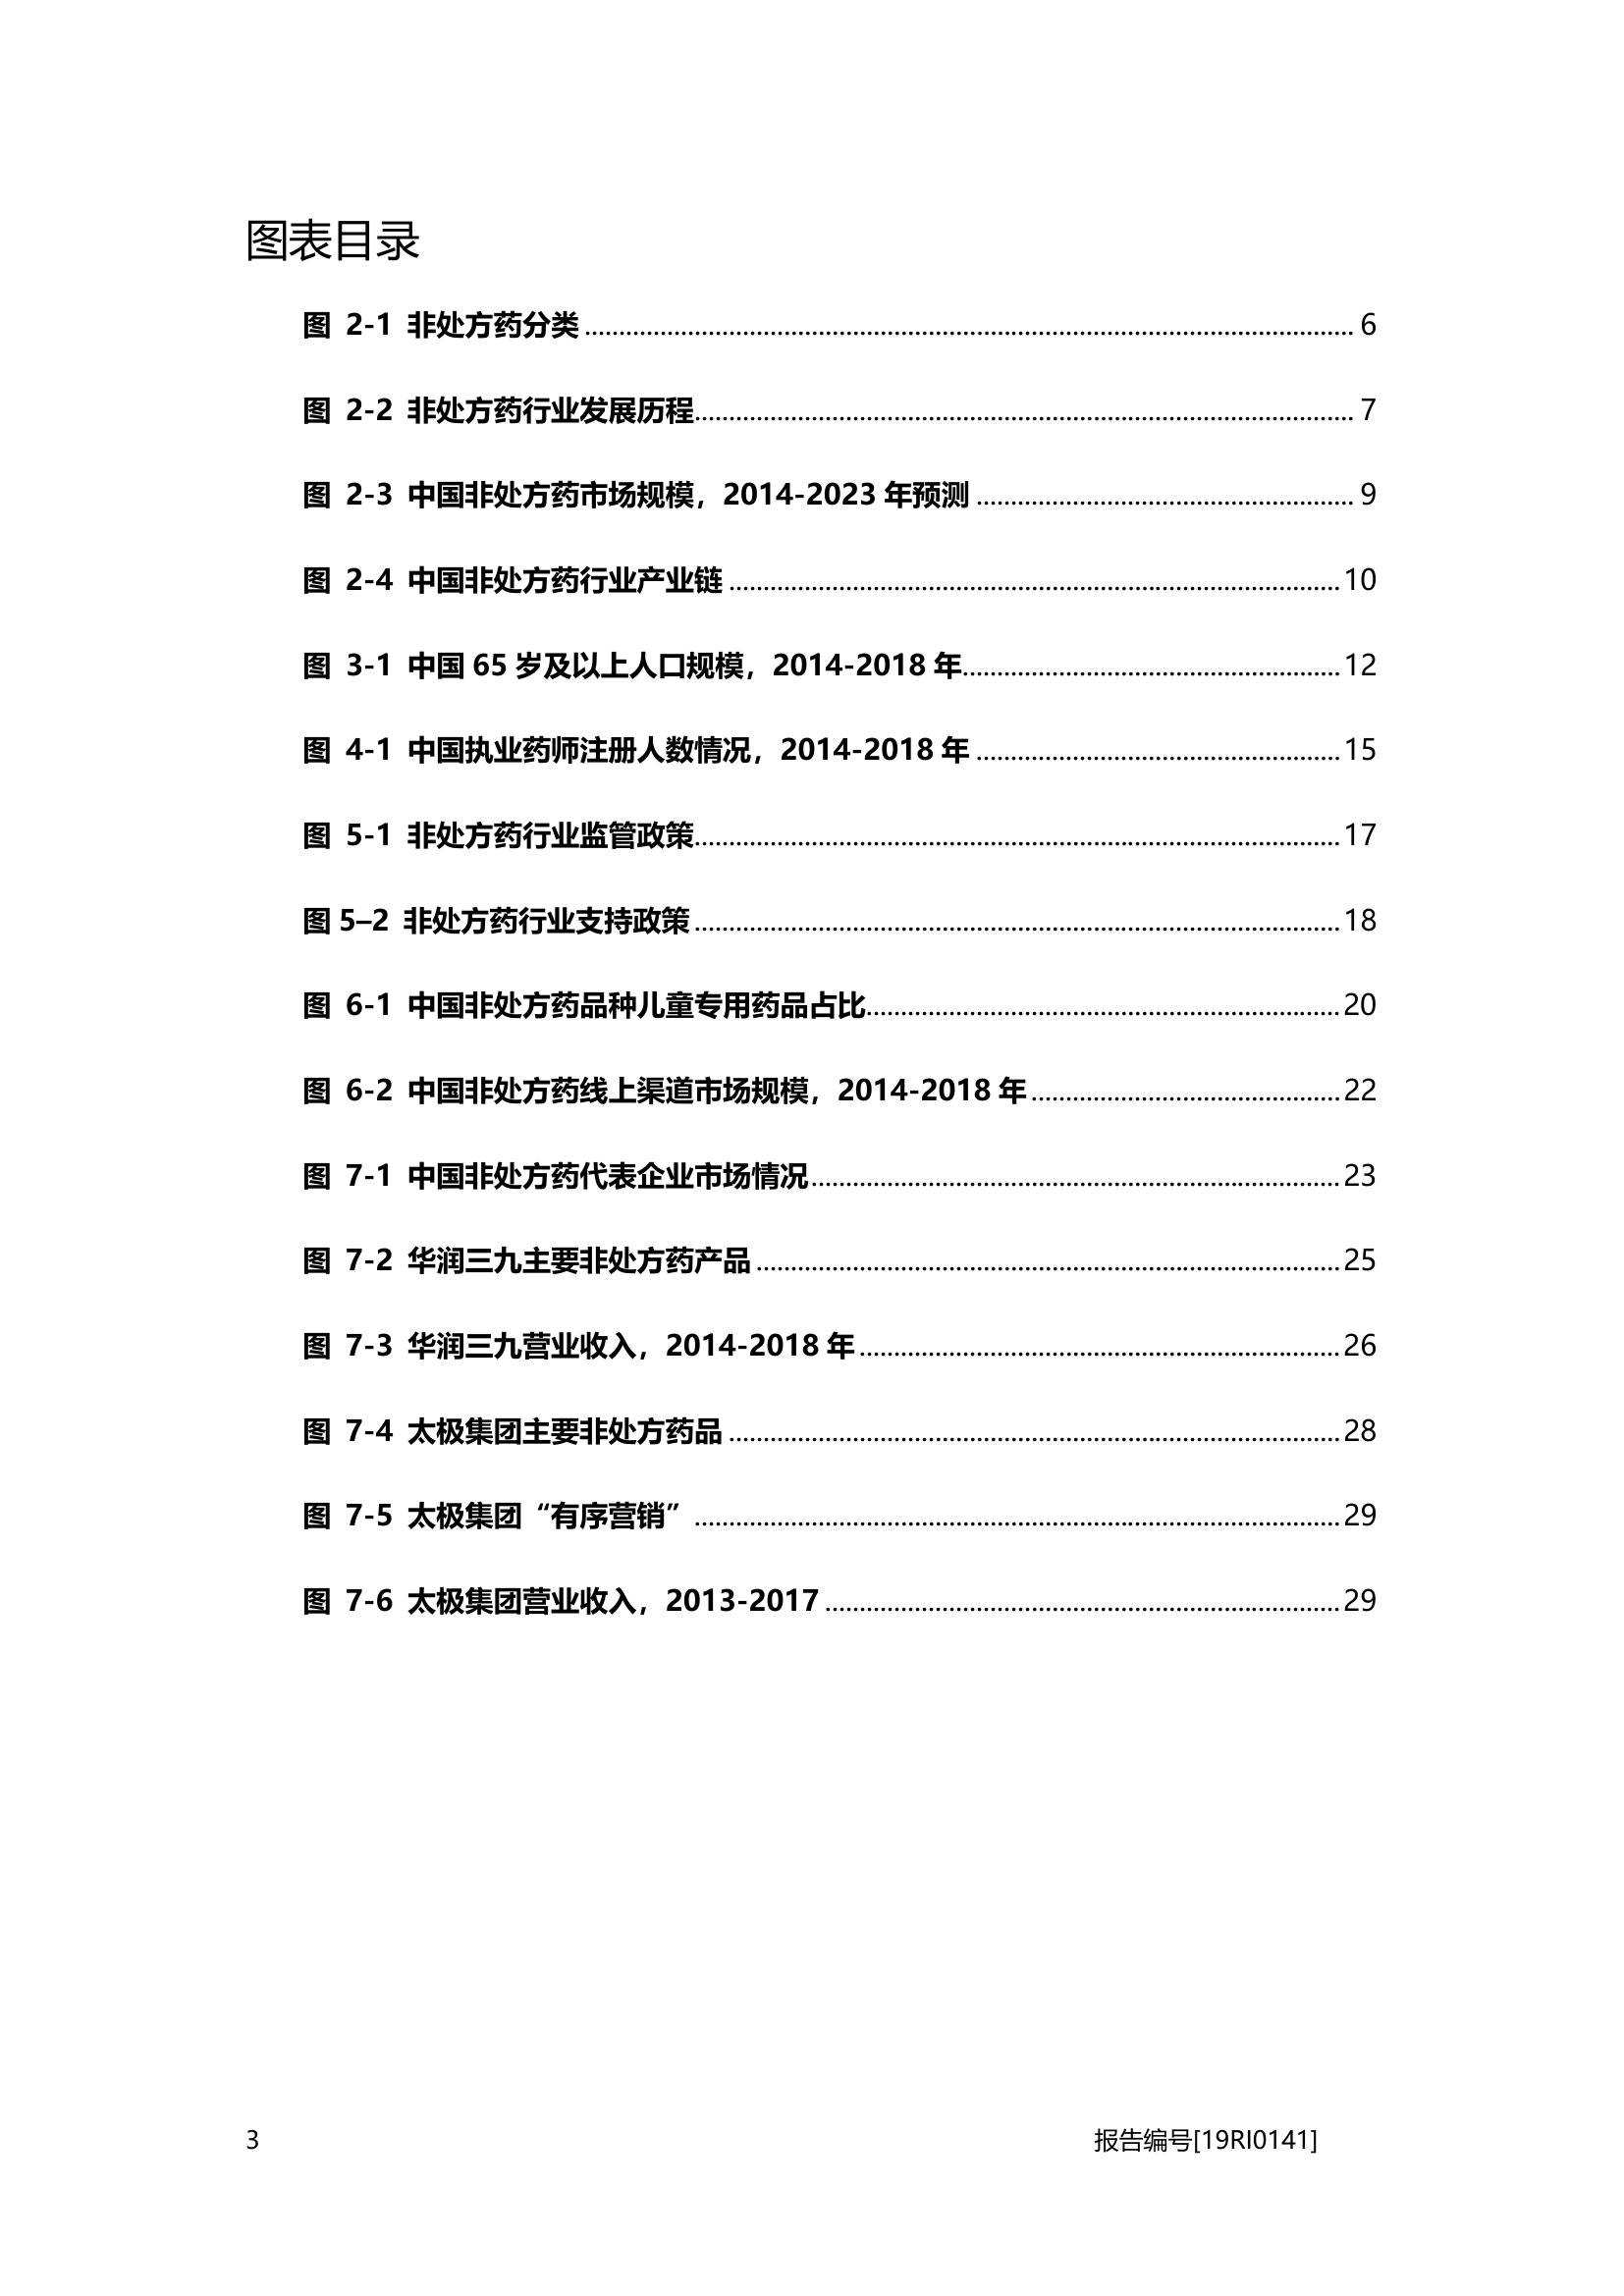 图表目录
图 2-1 非处方药分类 ........ 6
图 2-2 非处方药行业发展历程 ........ 7
图 2-3 中国非处方药市场规模，2014-2023 年预测 ........ 9
图 2-4 中国非处方药行业产业链 ........ 10
图 3-1 中国 65 岁及以上人口规模，2014-2018 年 ........ 12
图 4-1 中国执业药师注册人数情况，2014-2018 年 ........ 15
图 5-1 非处方药行业监管政策 ........ 17
图 5–2 非处方药行业支持政策 ........ 18
图 6-1 中国非处方药品种儿童专用药品占比 ........ 20
图 6-2 中国非处方药线上渠道市场规模，2014-2018 年 ........ 22
图 7-1 中国非处方药代表企业市场情况 ........ 23
图 7-2 华润三九主要非处方药产品 ........ 25
图 7-3 华润三九营业收入，2014-2018 年 ........ 26
图 7-4 太极集团主要非处方药品 ........ 28
图 7-5 太极集团“有序营销” ........ 29
图 7-6 太极集团营业收入，2013-2017 ........ 29
3 报告编号[19RI0141]